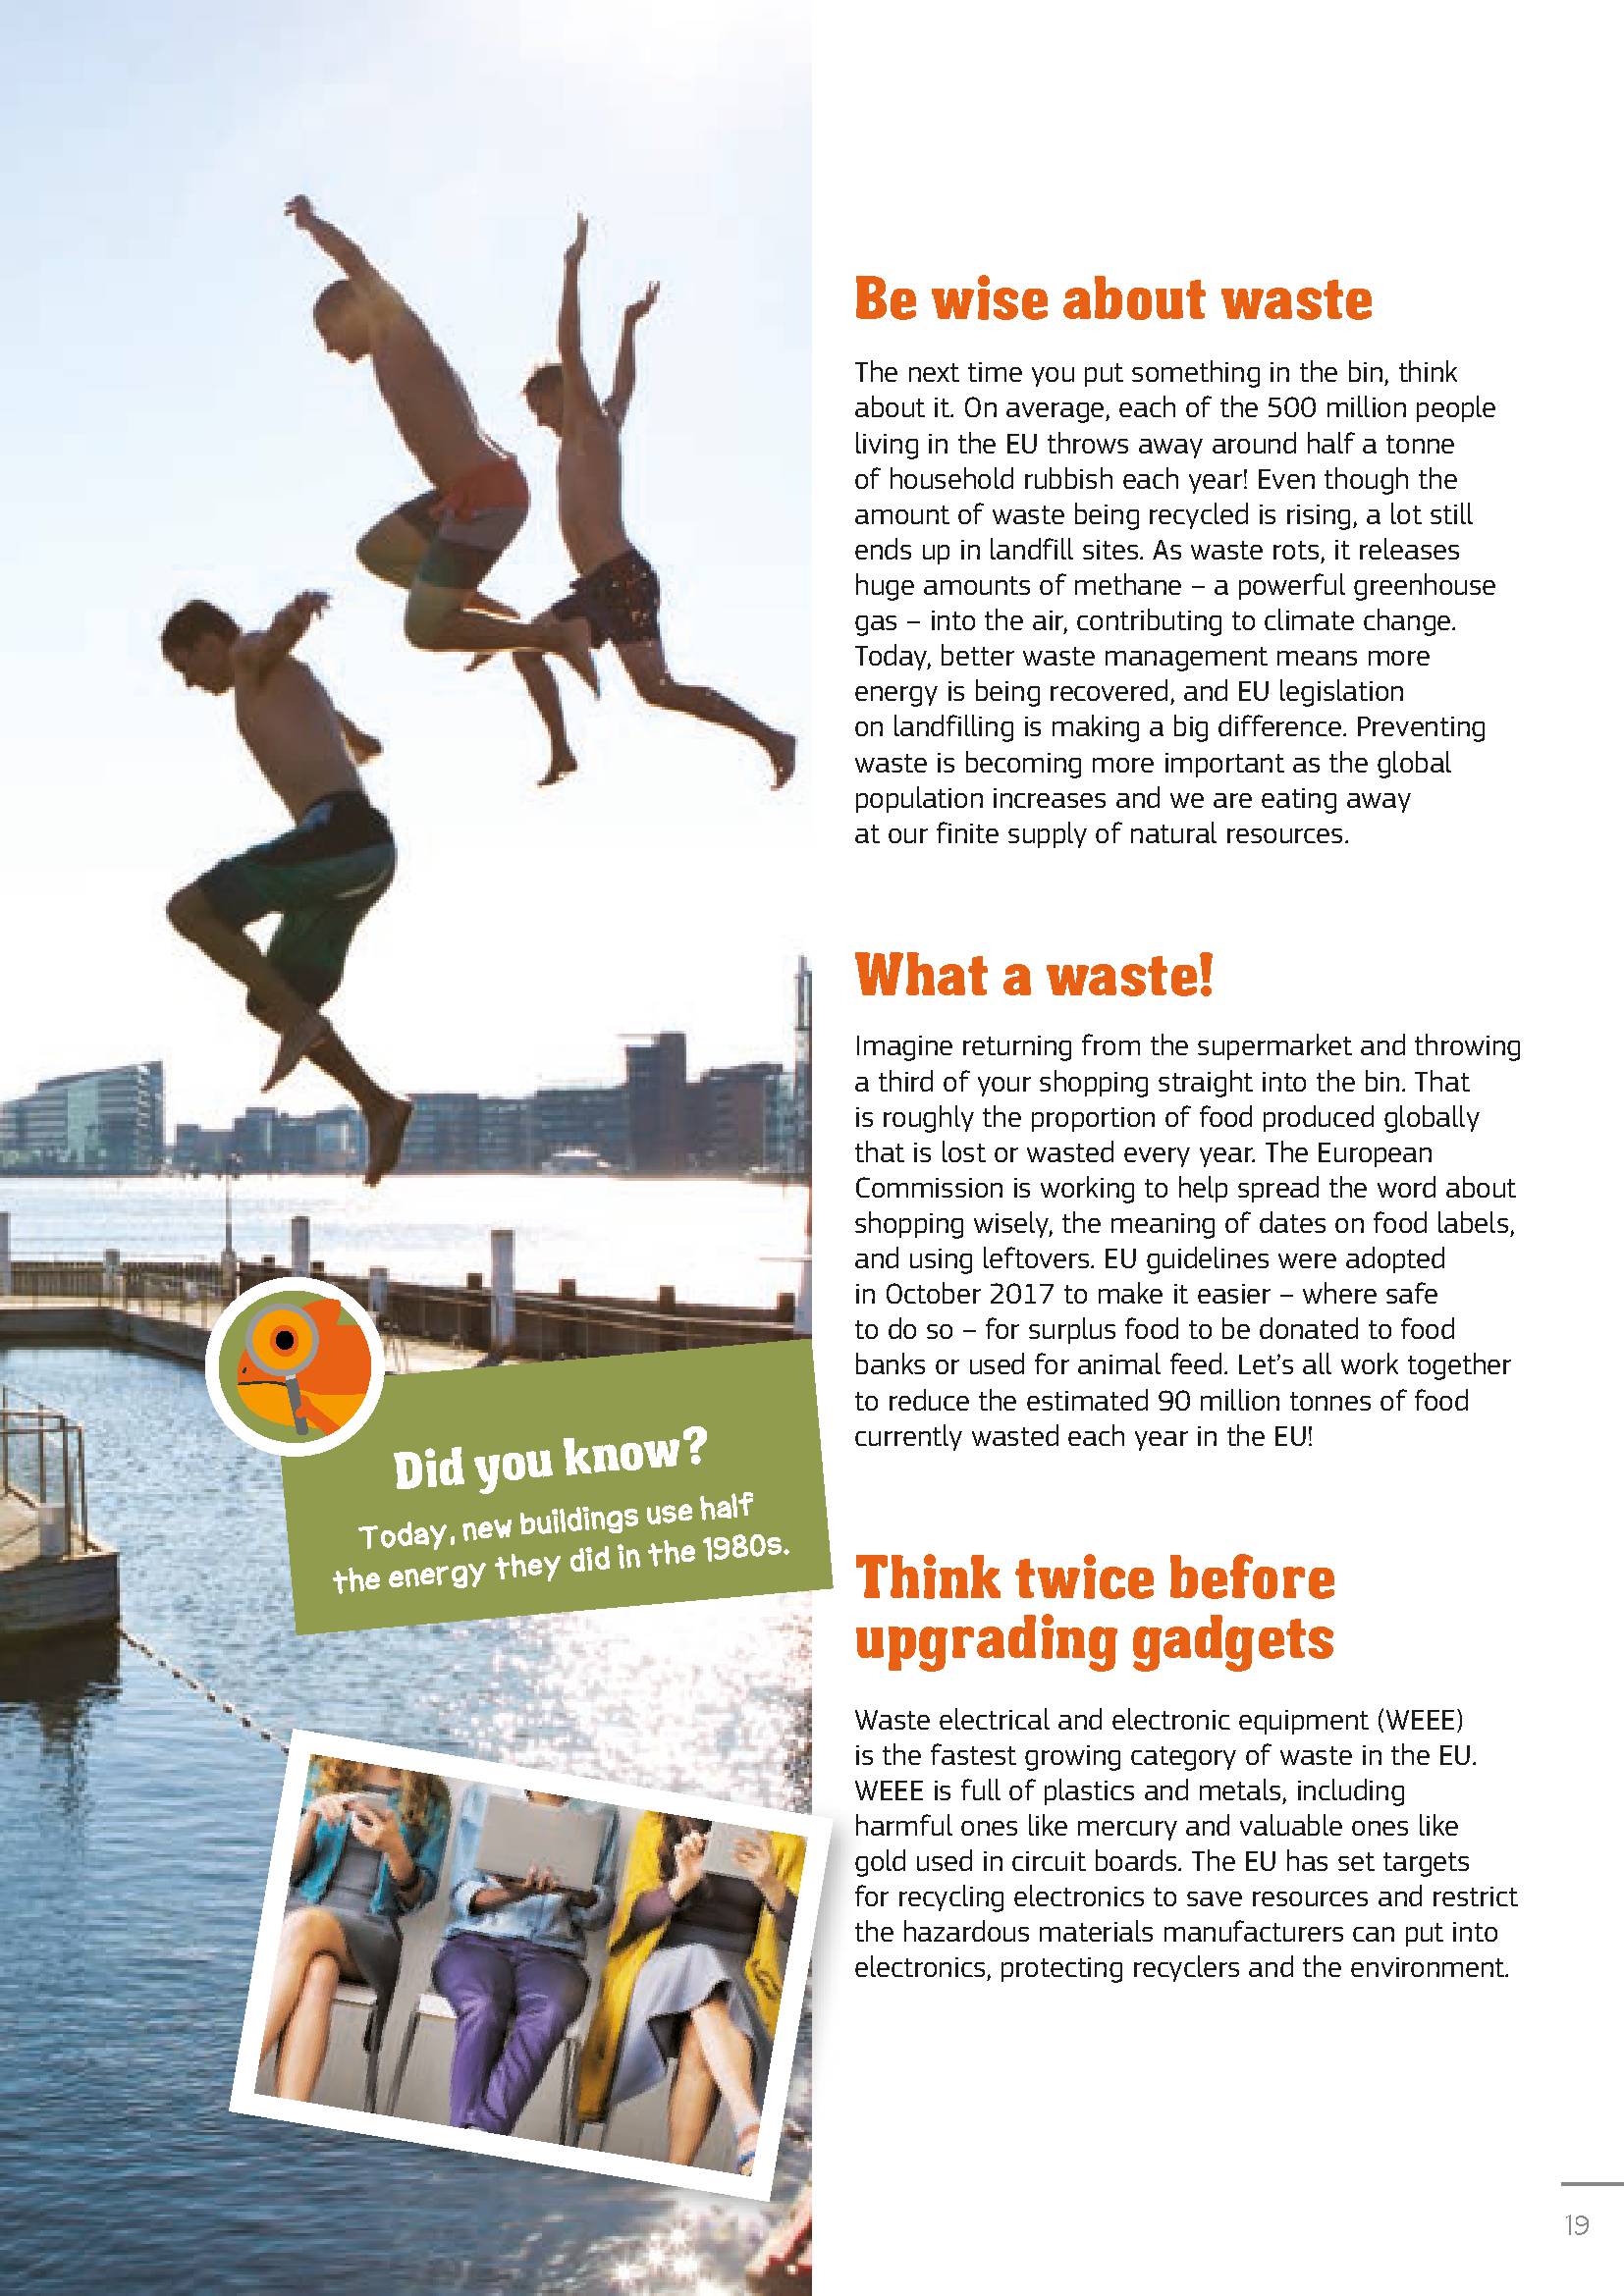 Be wise about waste
The next time you put something in the bin, think
about it. On average, each of the 500 million people
living in the EU throws away around half a tonne
of household rubbish each year! Even though the
amount of waste being recycled is rising, a lot still
ends up in landfill sites. As waste rots, it releases
huge amounts of methane – a powerful greenhouse
gas – into the air, contributing to climate change.
Today, better waste management means more
energy is being recovered, and EU legislation
on landfilling is making a big difference. Preventing
waste is becoming more important as the global
population increases and we are eating away
at our finite supply of natural resources.
What a waste!
Imagine returning from the supermarket and throwing
a third of your shopping straight into the bin. That
is roughly the proportion of food produced globally
that is lost or wasted every year. The European
Commission is working to help spread the word about
shopping wisely, the meaning of dates on food labels,
and using leftovers. EU guidelines were adopted
in October 2017 to make it easier – where safe
to do so – for surplus food to be donated to food
banks or used for animal feed. Let's all work together
to reduce the estimated 90 million tonnes of food
currently wasted each year in the EU!
Did you know?
Today, new buildings use half
the energy they did in the 1980s.
Think twice before
upgrading gadgets
Waste electrical and electronic equipment (WEEE)
is the fastest growing category of waste in the EU.
WEEE is full of plastics and metals, including
harmful ones like mercury and valuable ones like
gold used in circuit boards. The EU has set targets
for recycling electronics to save resources and restrict
the hazardous materials manufacturers can put into
electronics, protecting recyclers and the environment.
19